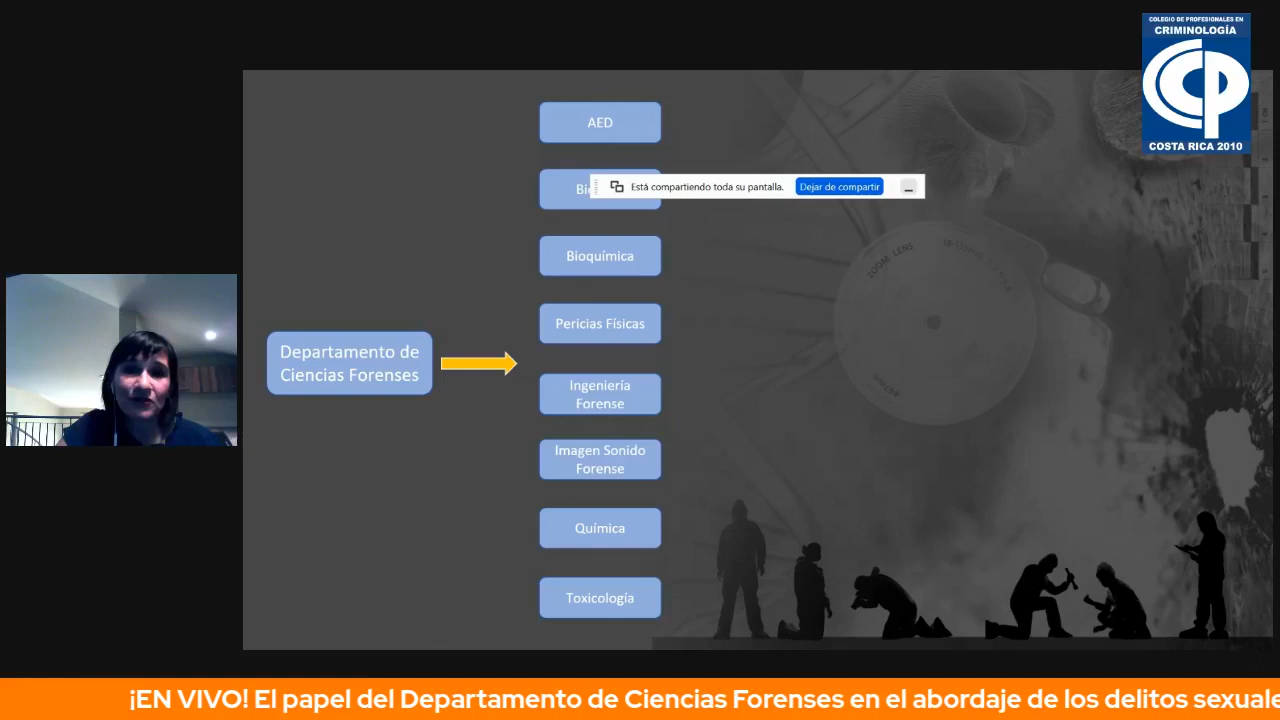 COLEGIO DE PROFESIONALES EN
CRIMINOLOGÍA
COSTA RICA 2010
AED
Está compartiendo toda su pantalla.
Dejar de compartir
Bioquímica
Pericias Físicas
Departamento de
Ciencias Forenses
Ingeniería
Forense
Imagen Sonido
Forense
Química
Toxicología
ZOOM LENS
¡EN VIVO! El papel del Departamento de Ciencias Forenses en el abordaje de los delitos sexuale